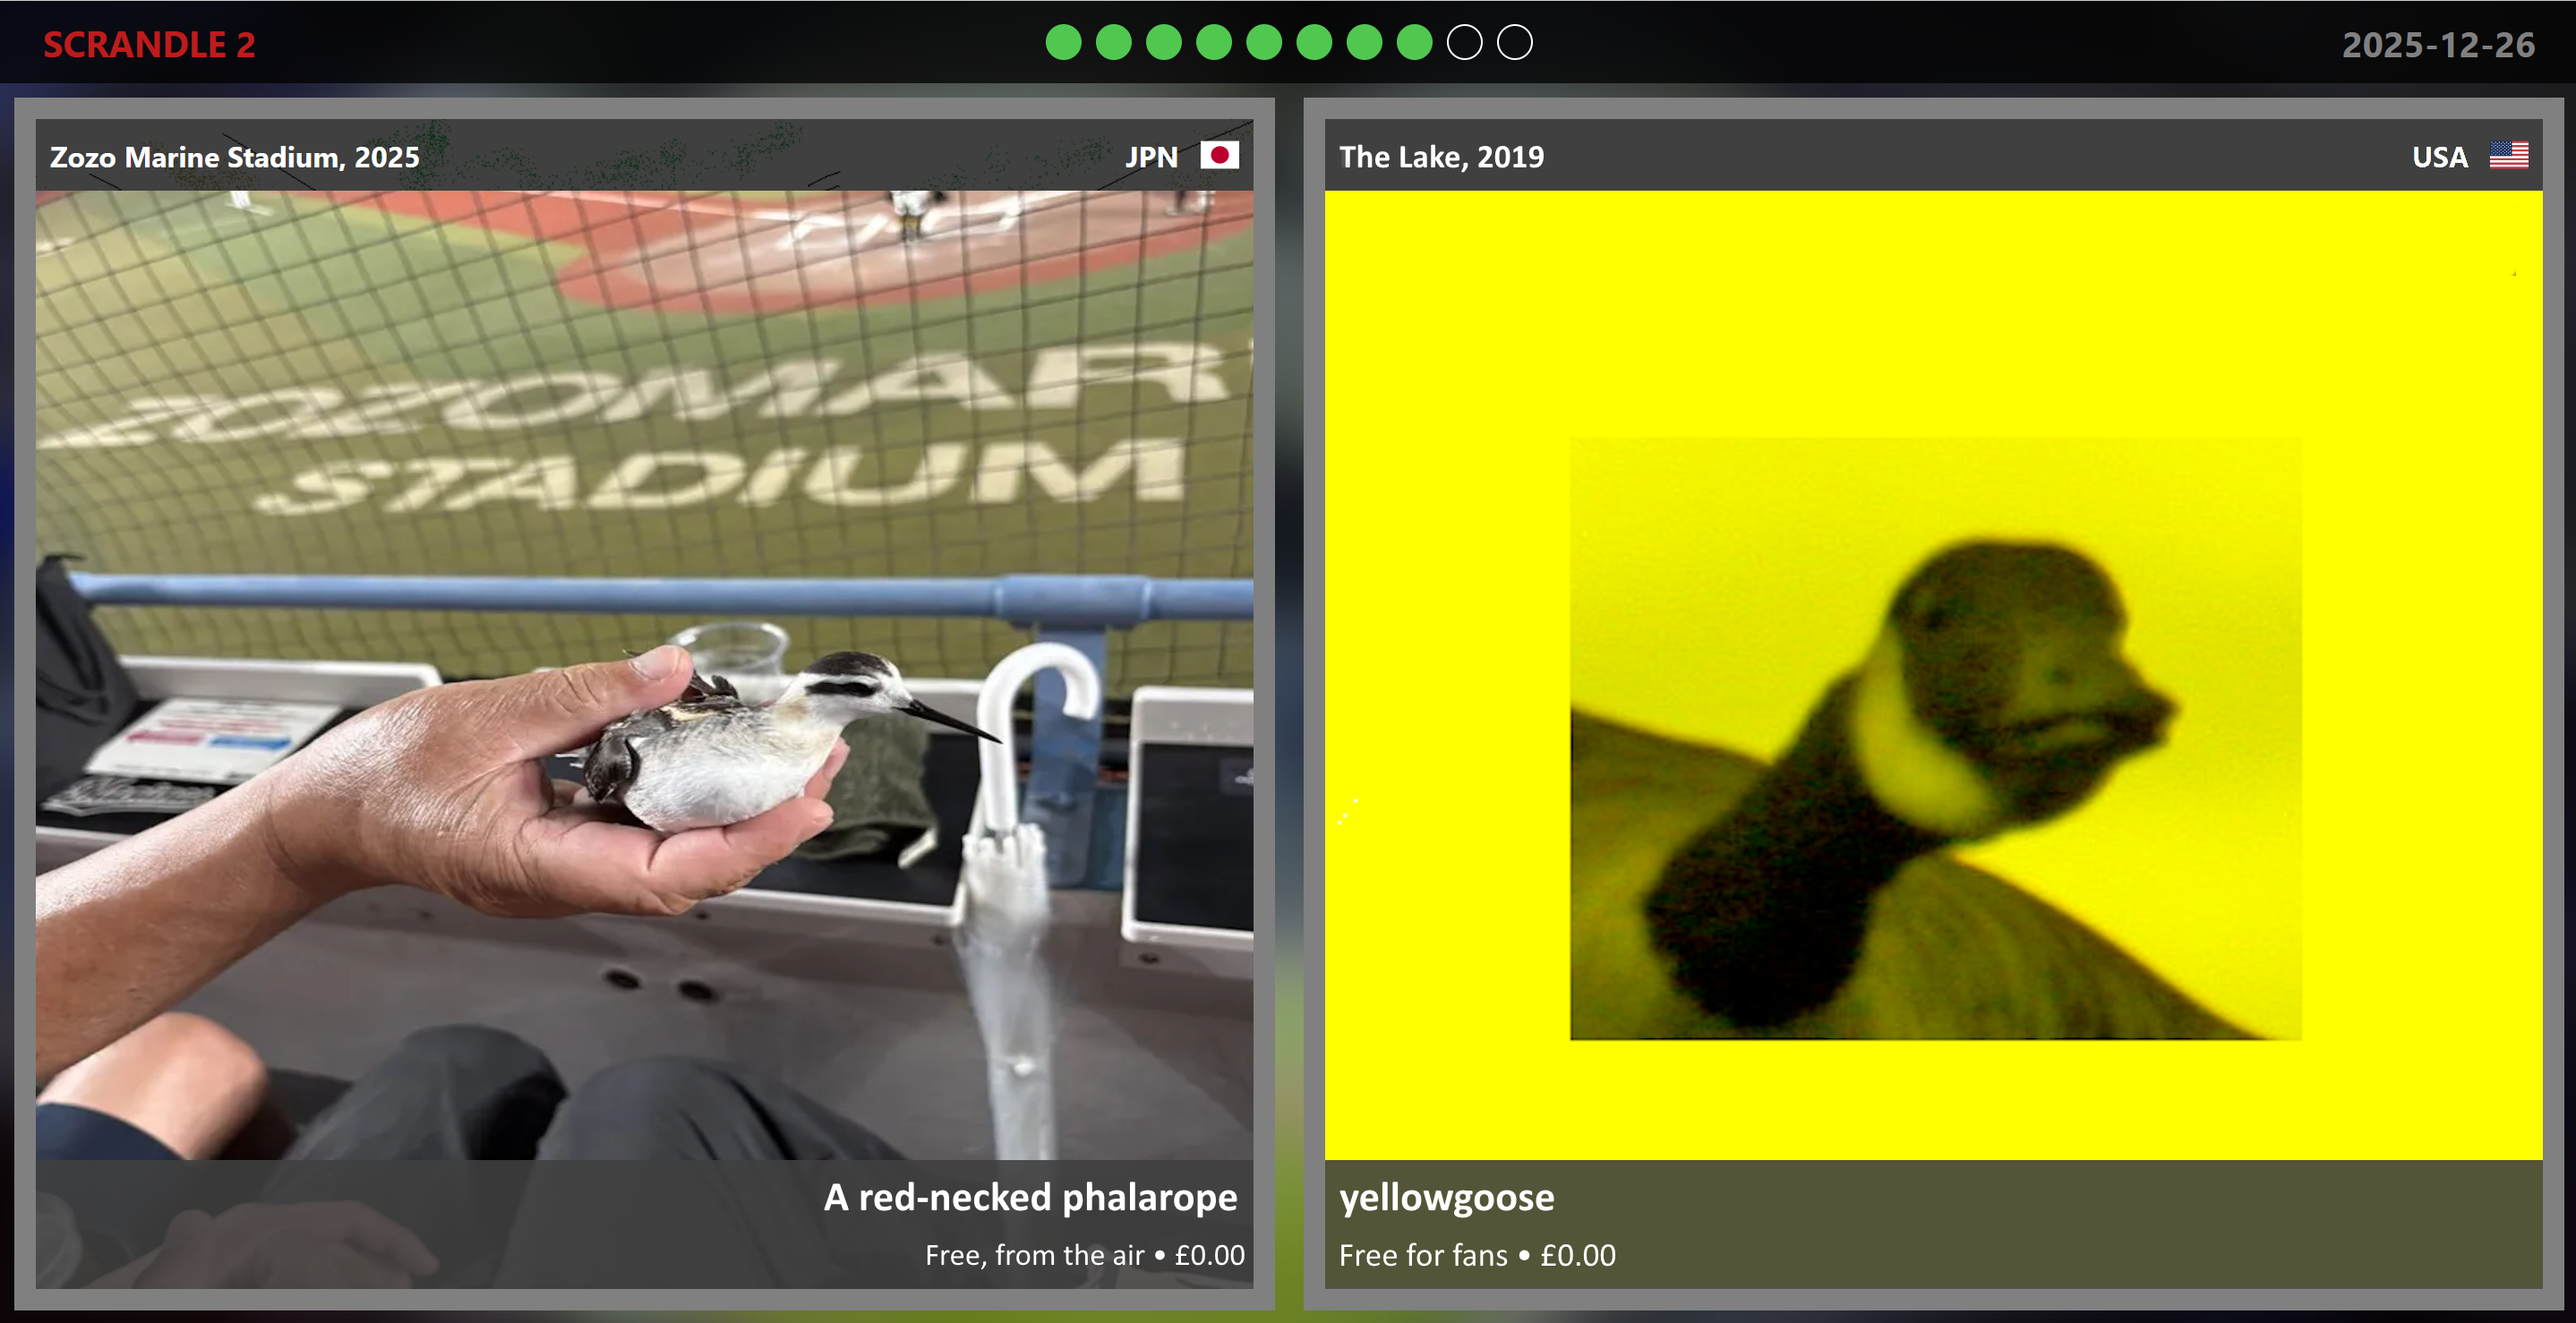 SCRANDLE 2
2025-12-26
Zozo Marine Stadium, 2025
JPN
ZOZOMAR
STADIUM
A red-necked phalarope
Free, from the air • £0.00
The Lake, 2019
USA
yellowgoose
Free for fans • £0.00